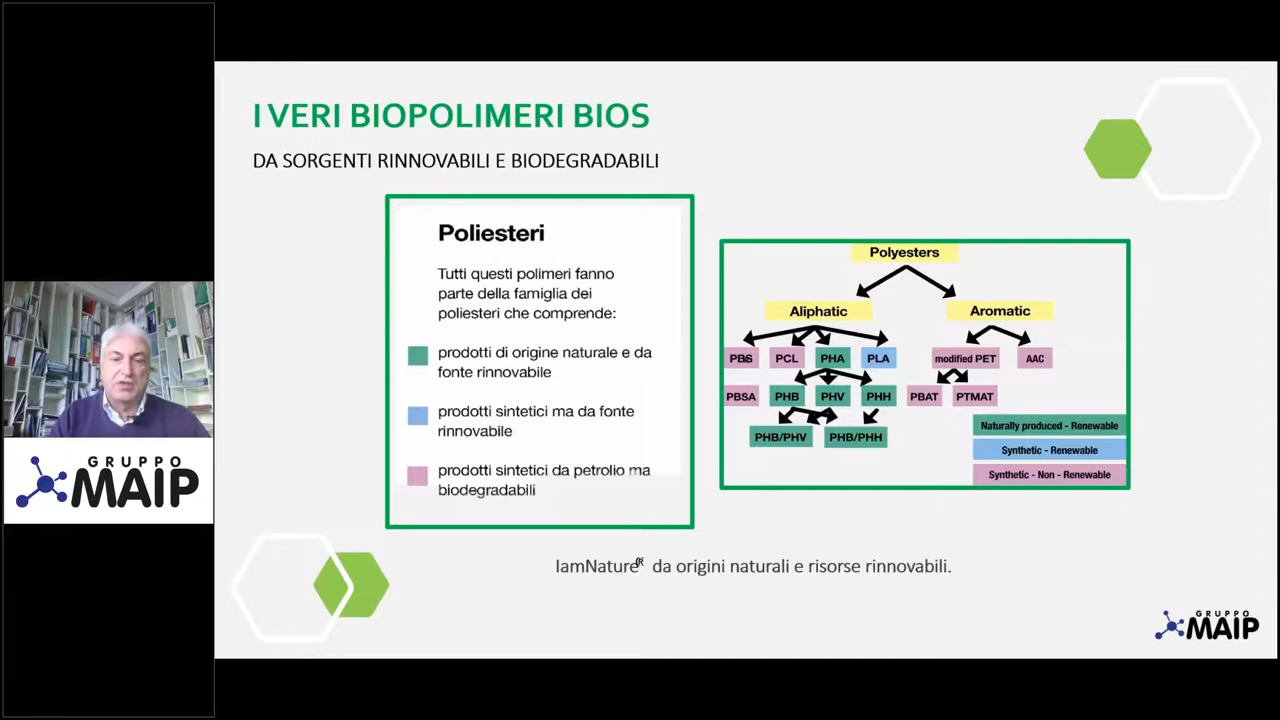 I VERI BIOPOLIMERI BIOS
DA SORGENTI RINNOVABILI E BIODEGRADABILI
Poliesteri
Tutti questi polimeri fanno
parte della famiglia dei
poliesteri che comprende:
prodotti di origine naturale e da
fonte rinnovabile
prodotti sintetici ma da fonte
rinnovabile
prodotti sintetici da petrolio ma
biodegradabili
Polyesters
Aliphatic Aromatic
PBS PCL PHA PLA modified PET AAC
PBSA PHB PHV PHH PBAT PTMAT
PHB/PHV PHB/PHH
Naturally produced - Renewable
Synthetic - Renewable
Synthetic - Non - Renewable
IamNature® da origini naturali e risorse rinnovabili.
GRUPPO
MAIP
GRUPPO
MAIP